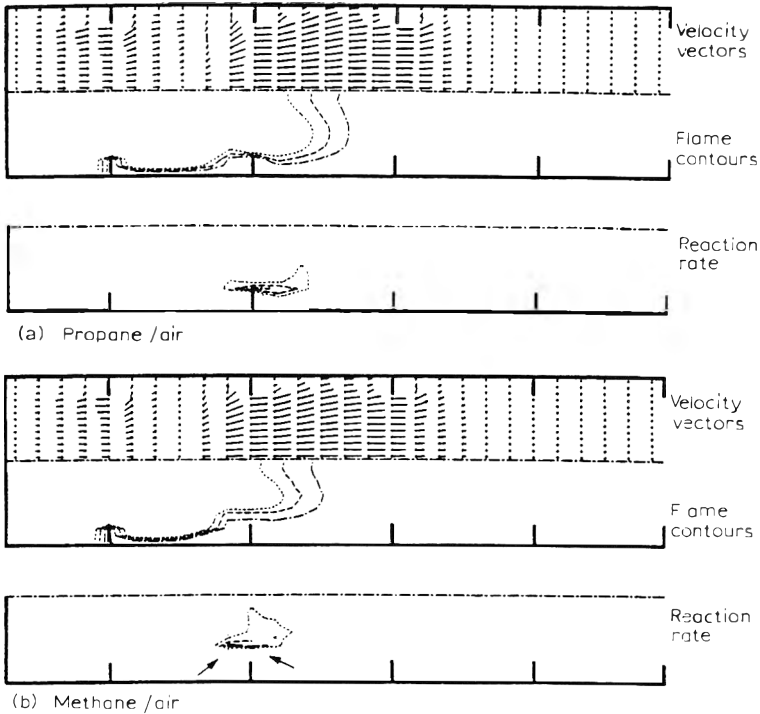 Velocity
vectors
Flame
contours
Reaction
rate
(a) Propane /air
Velocity
vectors
Flame
contours
Reaction
rate
(b) Methane /air